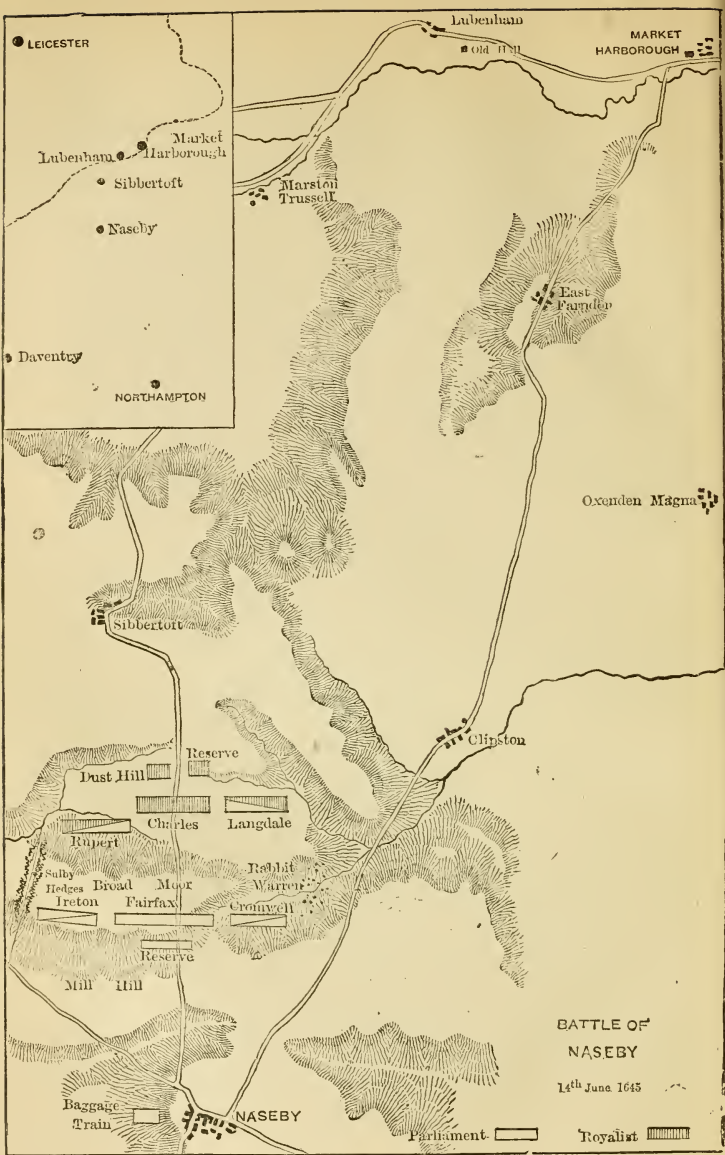 LEICESTER
Market
Harborough
Lubenham
Sibbertoft
Naseby
Daventry
NORTHAMPTON
Lubenham
Old Hall
MARKET
HARBOROUGH
Marston
Trussell
East
Farndon
Oxenden Magna
Sibbertoft
Clipston
Reserve
Dust Hill
Charles
Langdale
Rupert
Sulby
Hedges
Broad Moor
Rabbit
Warren
Ireton
Fairfax
Cromwell
Reserve
Mill Hill
BATTLE OF
NASEBY
14th June 1645
Baggage
Train
NASEBY
Parliament
Royalist